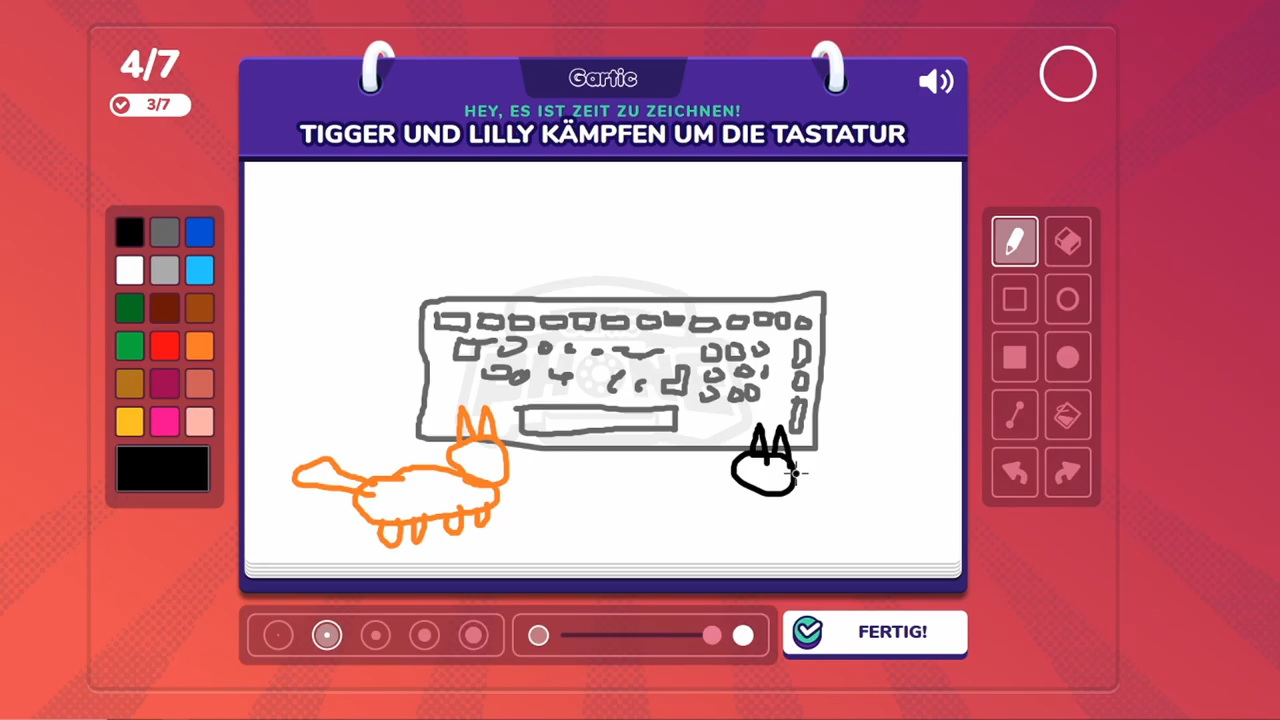 4/7
3/7
Gartic
HEY, ES IST ZEIT ZU ZEICHNEN!
TIGGER UND LILLY KÄMPFEN UM DIE TASTATUR
PHONE
FERTIG!